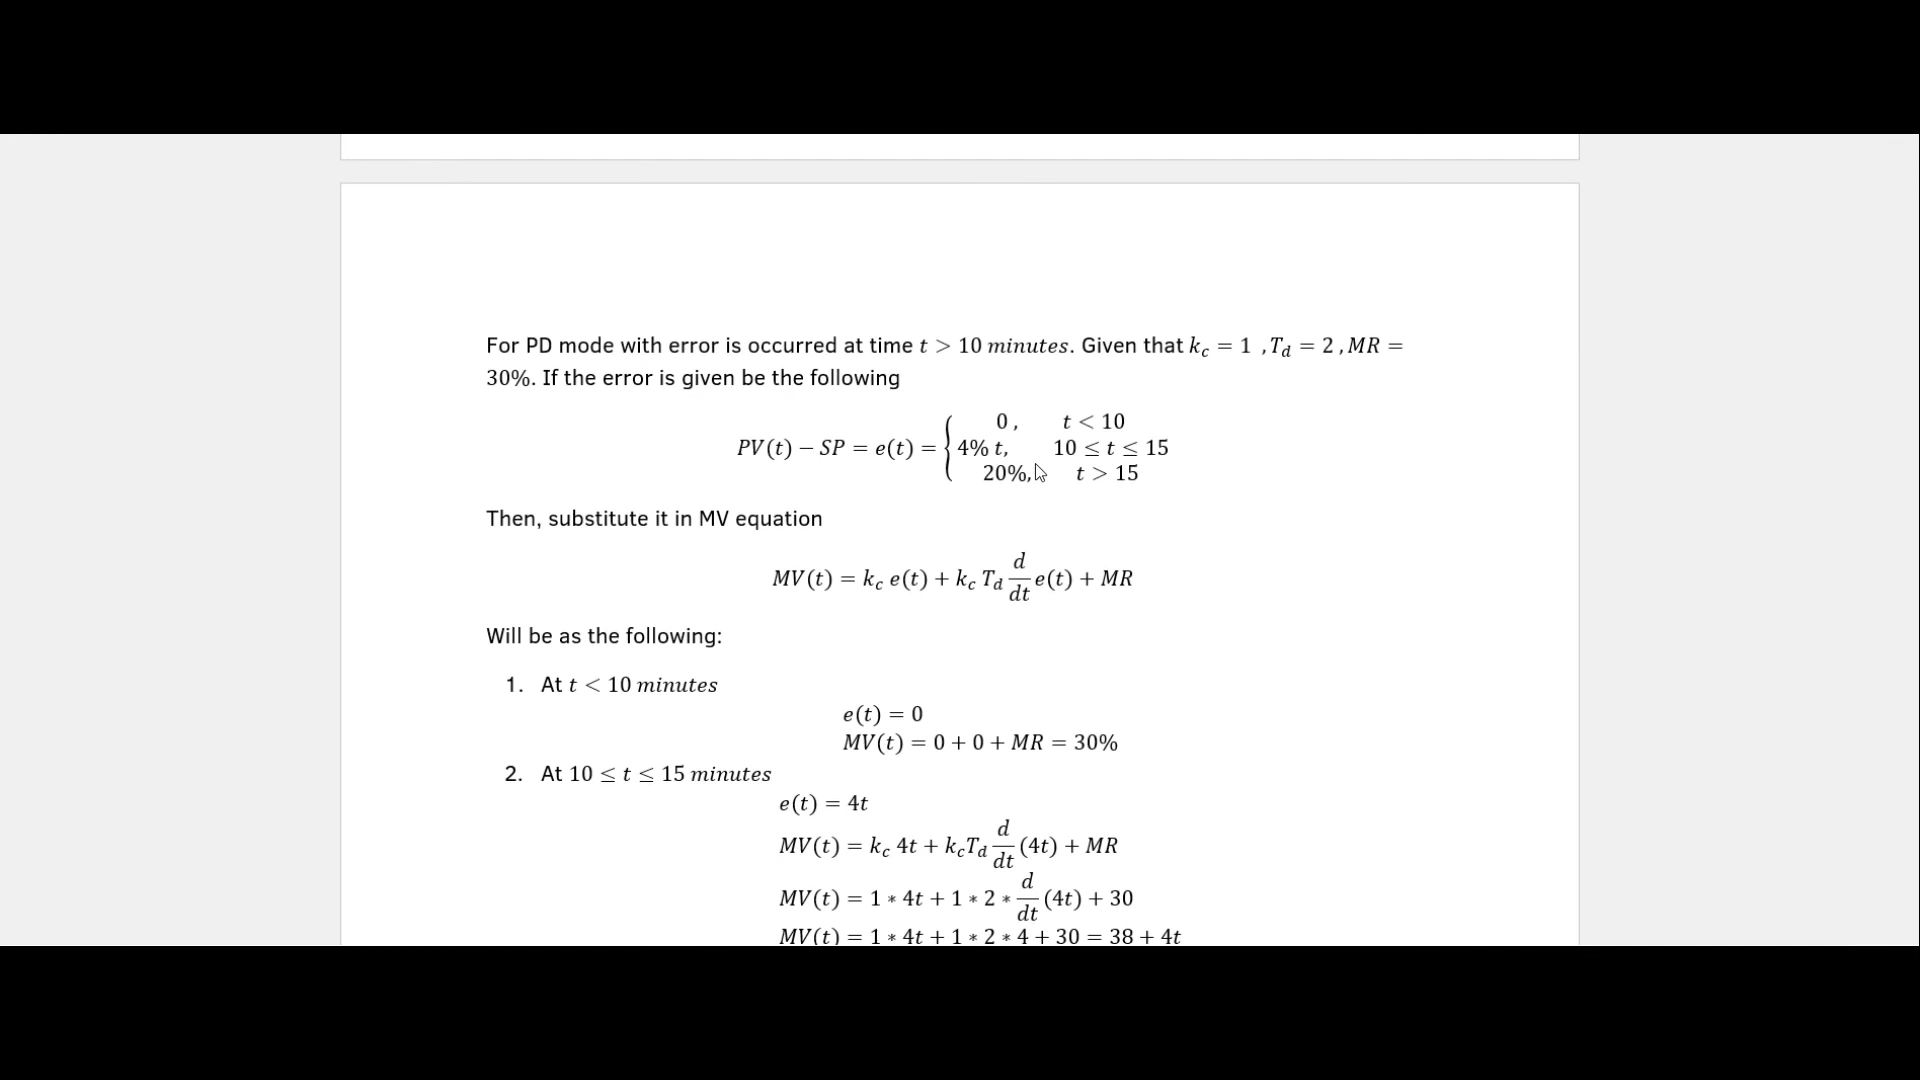 For PD mode with error is occurred at time t > 10 minutes. Given that k_c = 1 , T_d = 2 , MR =
30%. If the error is given be the following
PV(t) − SP = e(t) = { 0 , t < 10
4% t, 10 ≤ t ≤ 15
20%, t > 15
Then, substitute it in MV equation
MV(t) = k_c e(t) + k_c T_d d/dt e(t) + MR
Will be as the following:
1. At t < 10 minutes
e(t) = 0
MV(t) = 0 + 0 + MR = 30%
2. At 10 ≤ t ≤ 15 minutes
e(t) = 4t
MV(t) = k_c 4t + k_c T_d d/dt (4t) + MR
MV(t) = 1 ∗ 4t + 1 ∗ 2 ∗ d/dt (4t) + 30
MV(t) = 1 ∗ 4t + 1 ∗ 2 ∗ 4 + 30 = 38 + 4t